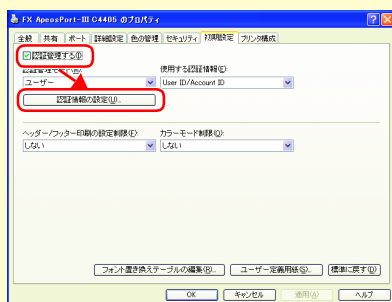 FX ApeosPort-III C4405 のプロパティ
全般 共有 ポート 詳細設定 色の管理 セキュリティ 初期設定 プリンタ構成
認証管理する(I)
認証管理モード(A): 使用する認証情報(E):
ユーザー User ID/Account ID
認証情報の設定(U)...
ヘッダー/フッター印刷の設定制限(F): カラーモード制限(Q):
しない しない
フォント置き換えテーブルの編集(R)... ユーザー定義用紙(S)... 標準に戻す(D)
OK キャンセル 適用(A) ヘルプ